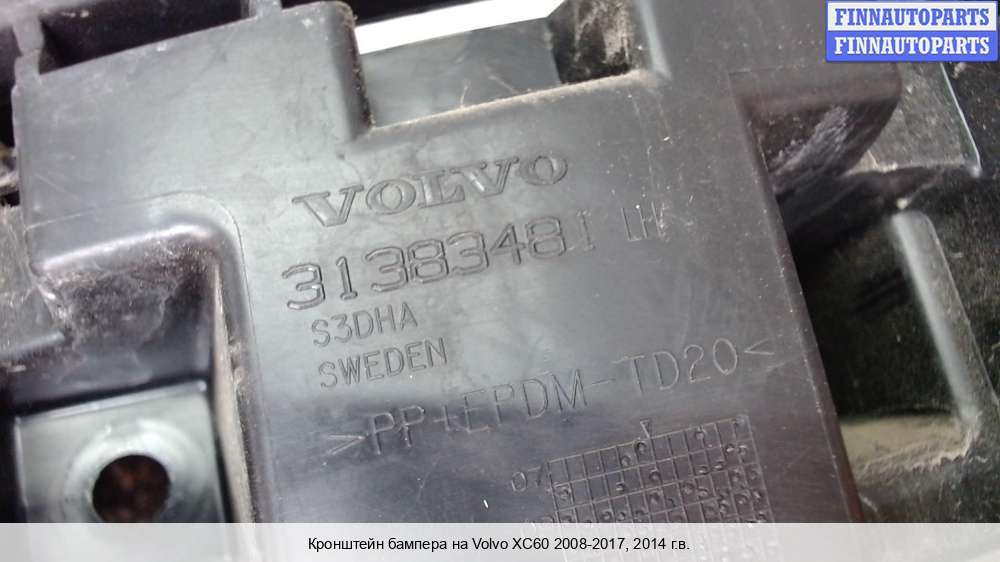 FINNAUTOPARTS
FINNAUTOPARTS
VOLVO
31383481 LH
S3DHA
SWEDEN
>PP+EPDM-TD20<
Кронштейн бампера на Volvo XC60 2008-2017, 2014 г.в.